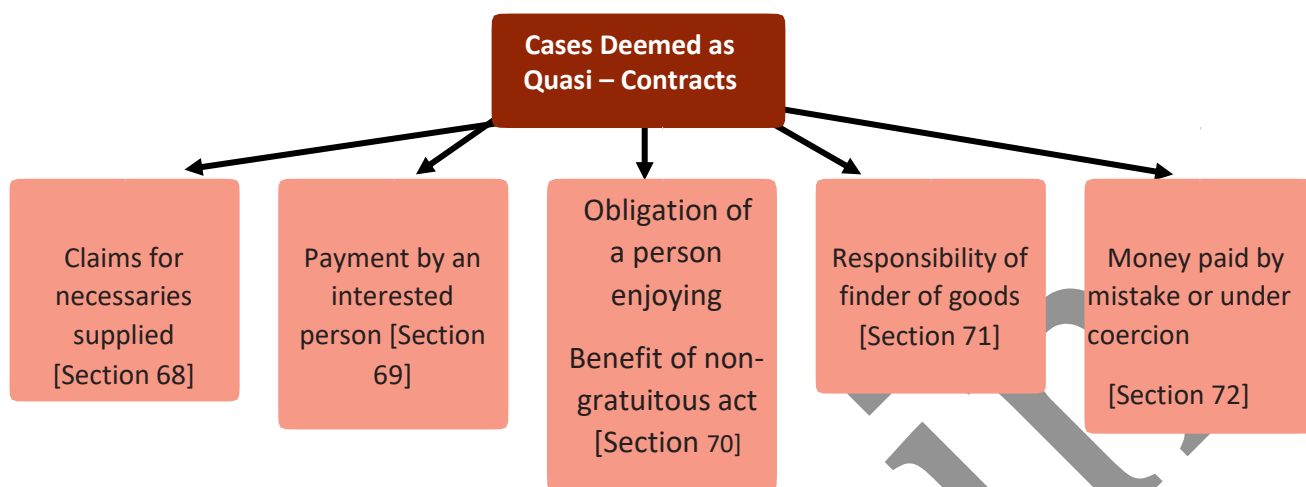 Cases Deemed as
Quasi – Contracts
Claims for
necessaries
supplied
[Section 68]
Payment by an
interested
person [Section
69]
Obligation of
a person
enjoying
Benefit of non-
gratuitous act
[Section 70]
Responsibility of
finder of goods
[Section 71]
Money paid by
mistake or under
coercion
[Section 72]